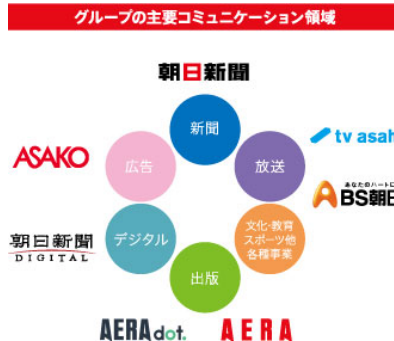 グループの主要コミュニケーション領域
朝日新聞
新聞
ASAKO
広告
放送
tv asah
あなたのハートに
BS朝日
朝日新聞
DIGITAL
デジタル
文化・教育
スポーツ他
各種事業
出版
AERAdot.
AERA